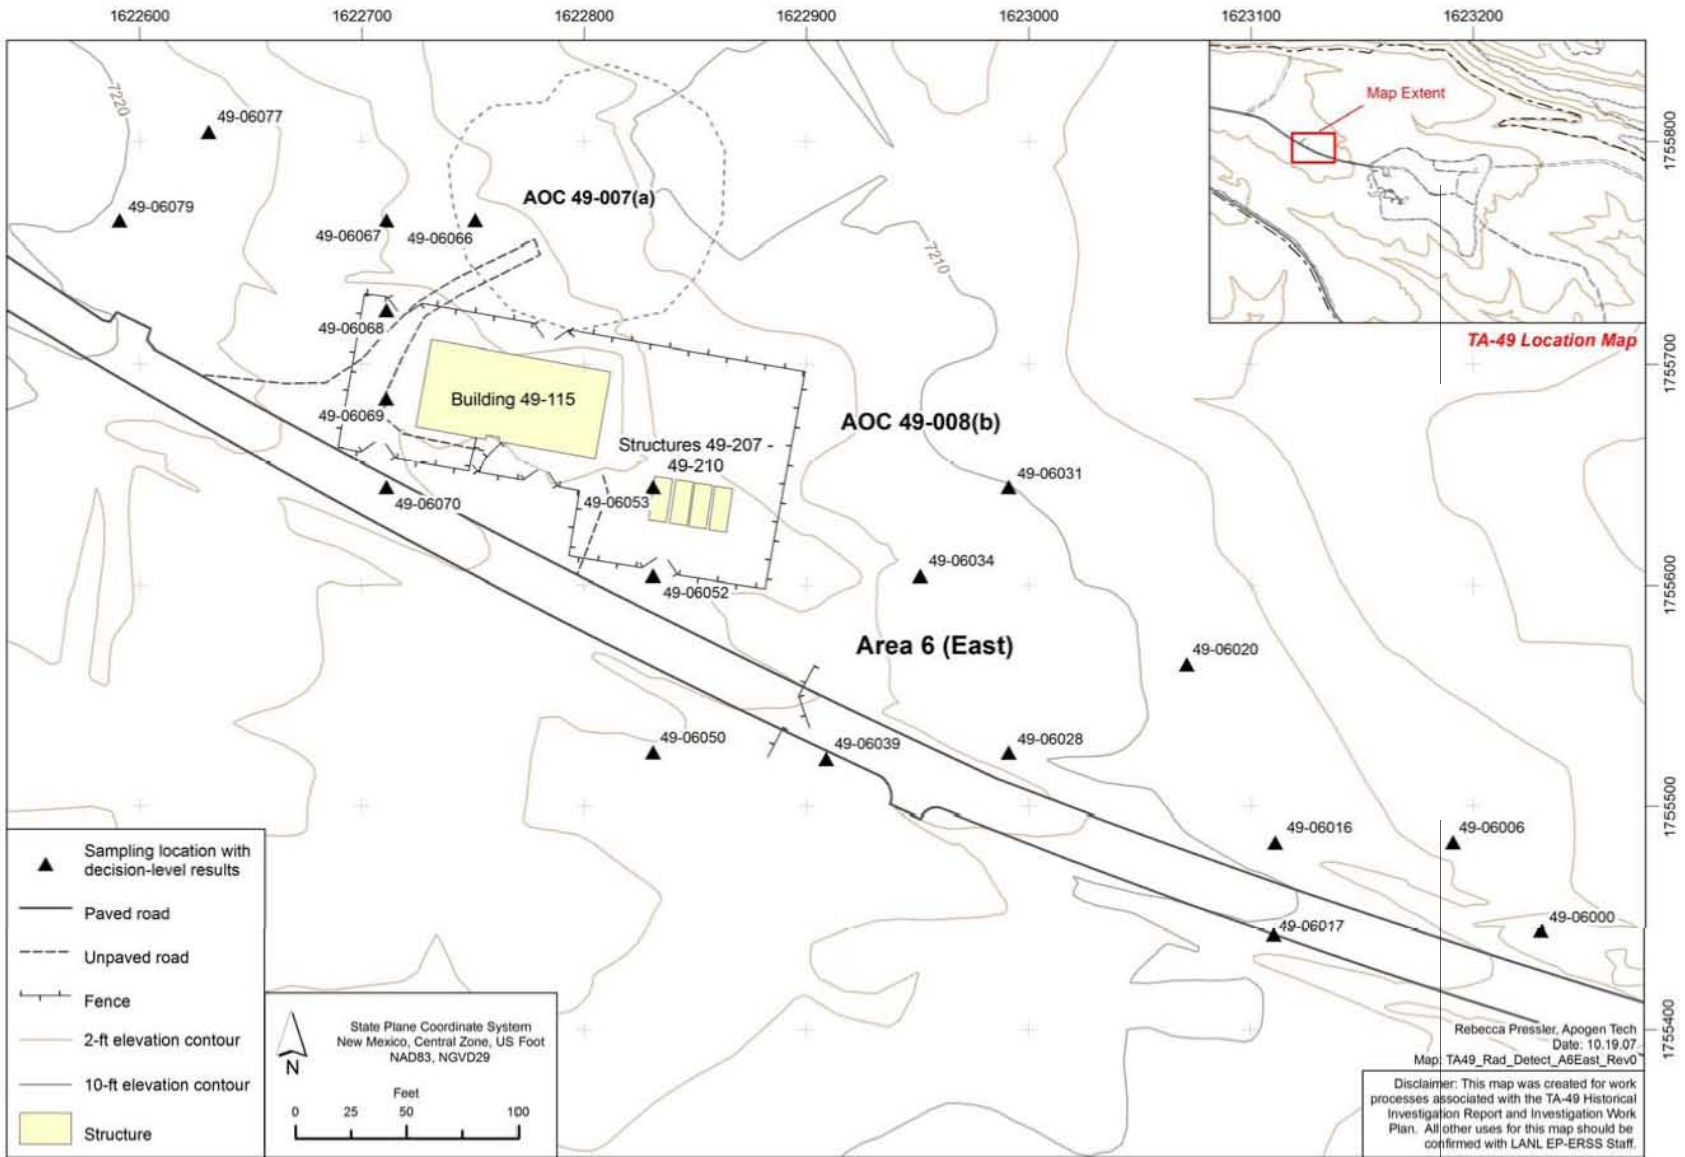 1622600
1622700
1622800
1622900
1623000
1623100
1623200
7220
49-06077
Map Extent
1755800
49-06079
AOC 49-007(a)
49-06067
49-06066
7210
49-06068
TA-49 Location Map
1755700
Building 49-115
49-06069
AOC 49-008(b)
Structures 49-207 -
49-210
49-06031
49-06070
49-06053
49-06034
49-06052
1755600
Area 6 (East)
49-06020
49-06050
49-06039
49-06028
1755500
49-06016
49-06006
49-06017
49-06000
1755400
Sampling location with
decision-level results
Paved road
Unpaved road
Fence
2-ft elevation contour
10-ft elevation contour
Structure
State Plane Coordinate System
New Mexico, Central Zone, US Foot
NAD83, NGVD29
N
Feet
0 25 50 100
Rebecca Pressler, Apogen Tech
Date: 10.19.07
Map: TA49_Rad_Detect_A6East_Rev0
Disclaimer: This map was created for work
processes associated with the TA-49 Historical
Investigation Report and Investigation Work
Plan. All other uses for this map should be
confirmed with LANL EP-ERSS Staff.